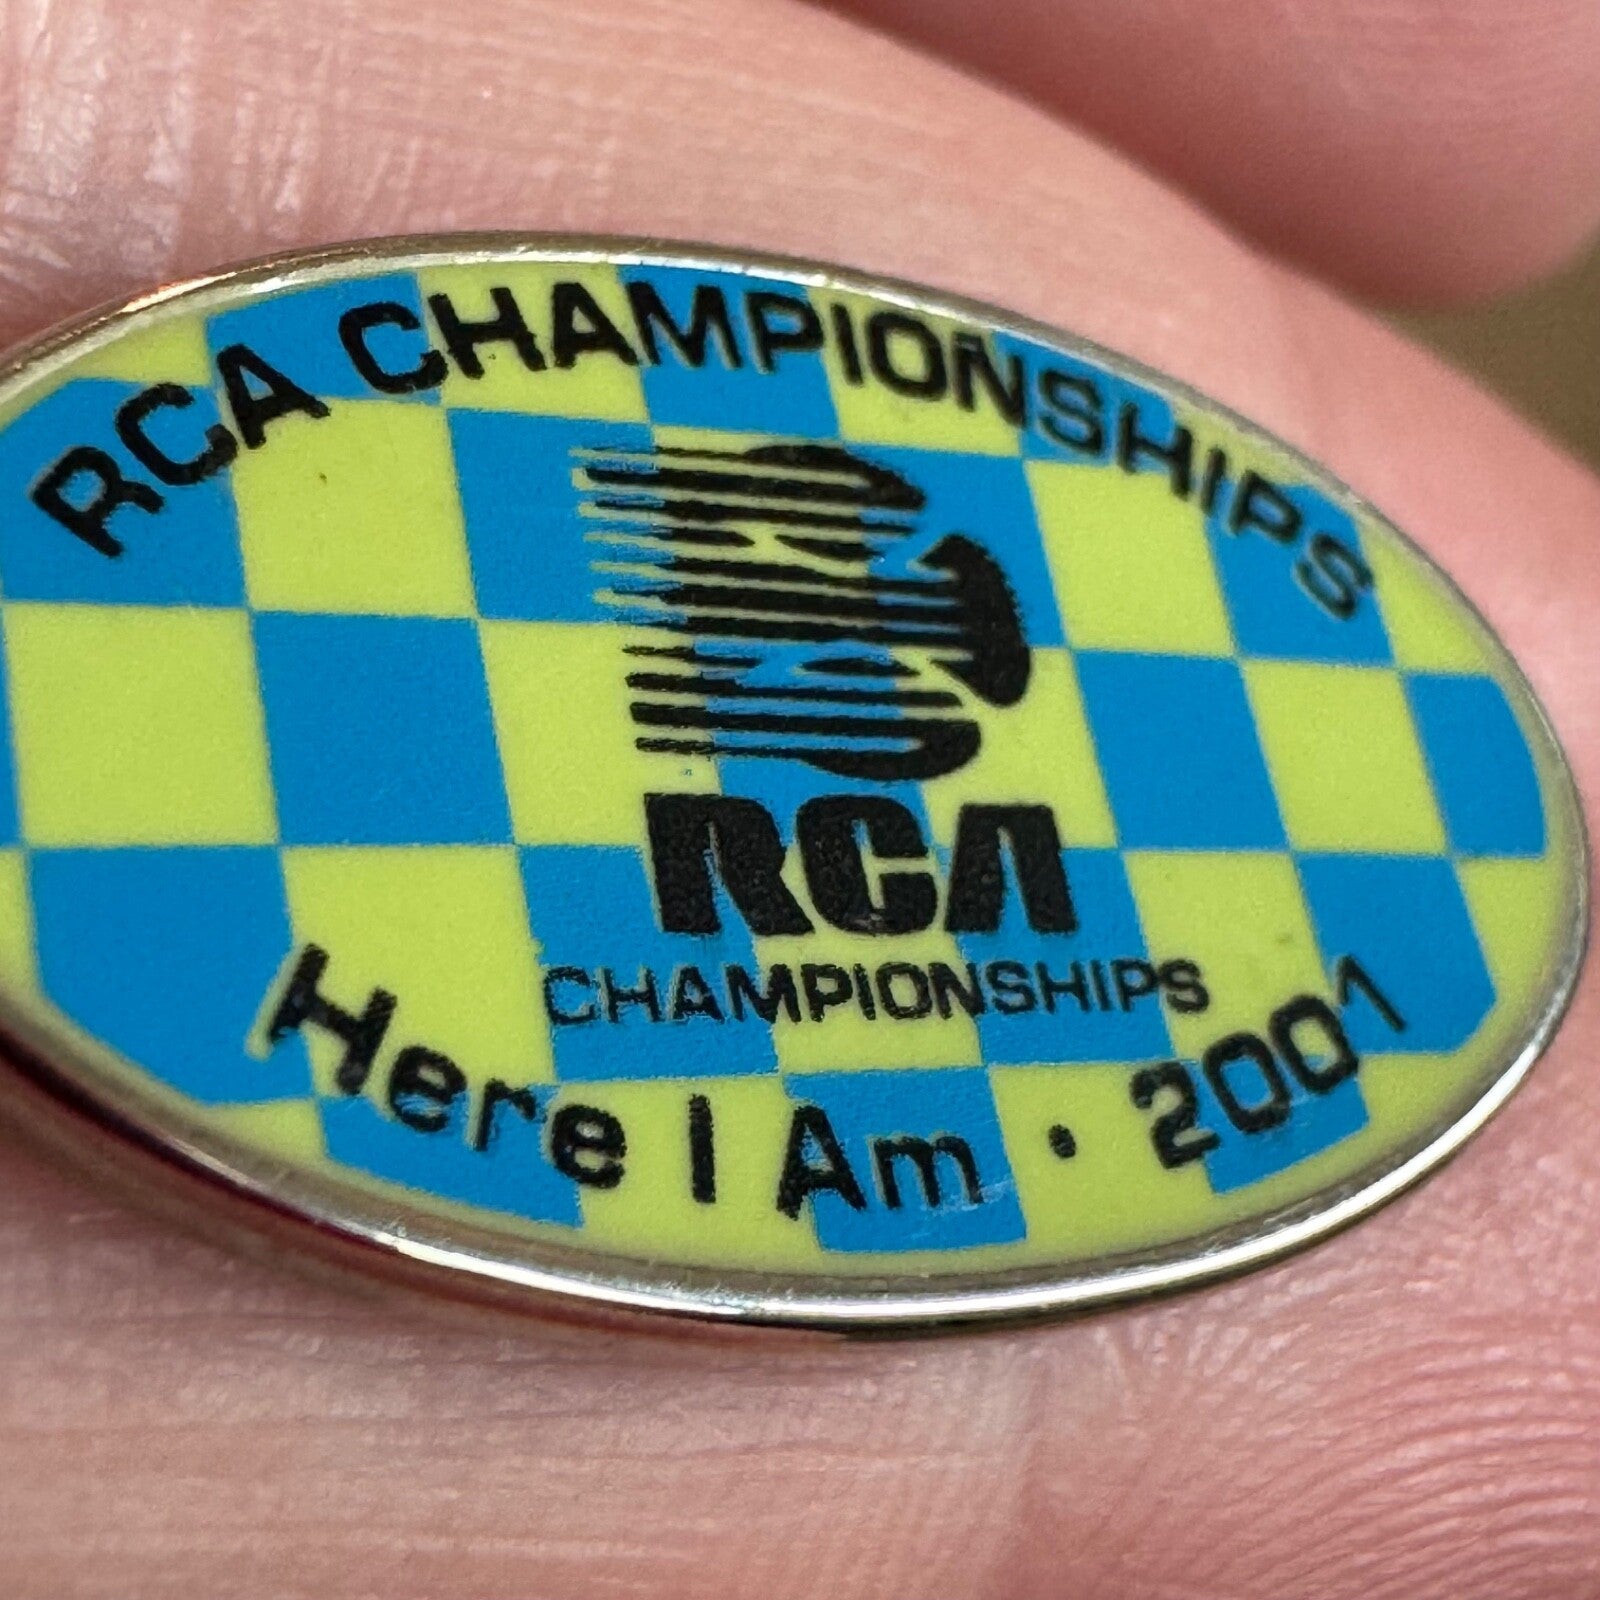 RCA CHAMPIONSHIPS
RCA
CHAMPIONSHIPS
Here I Am • 2001